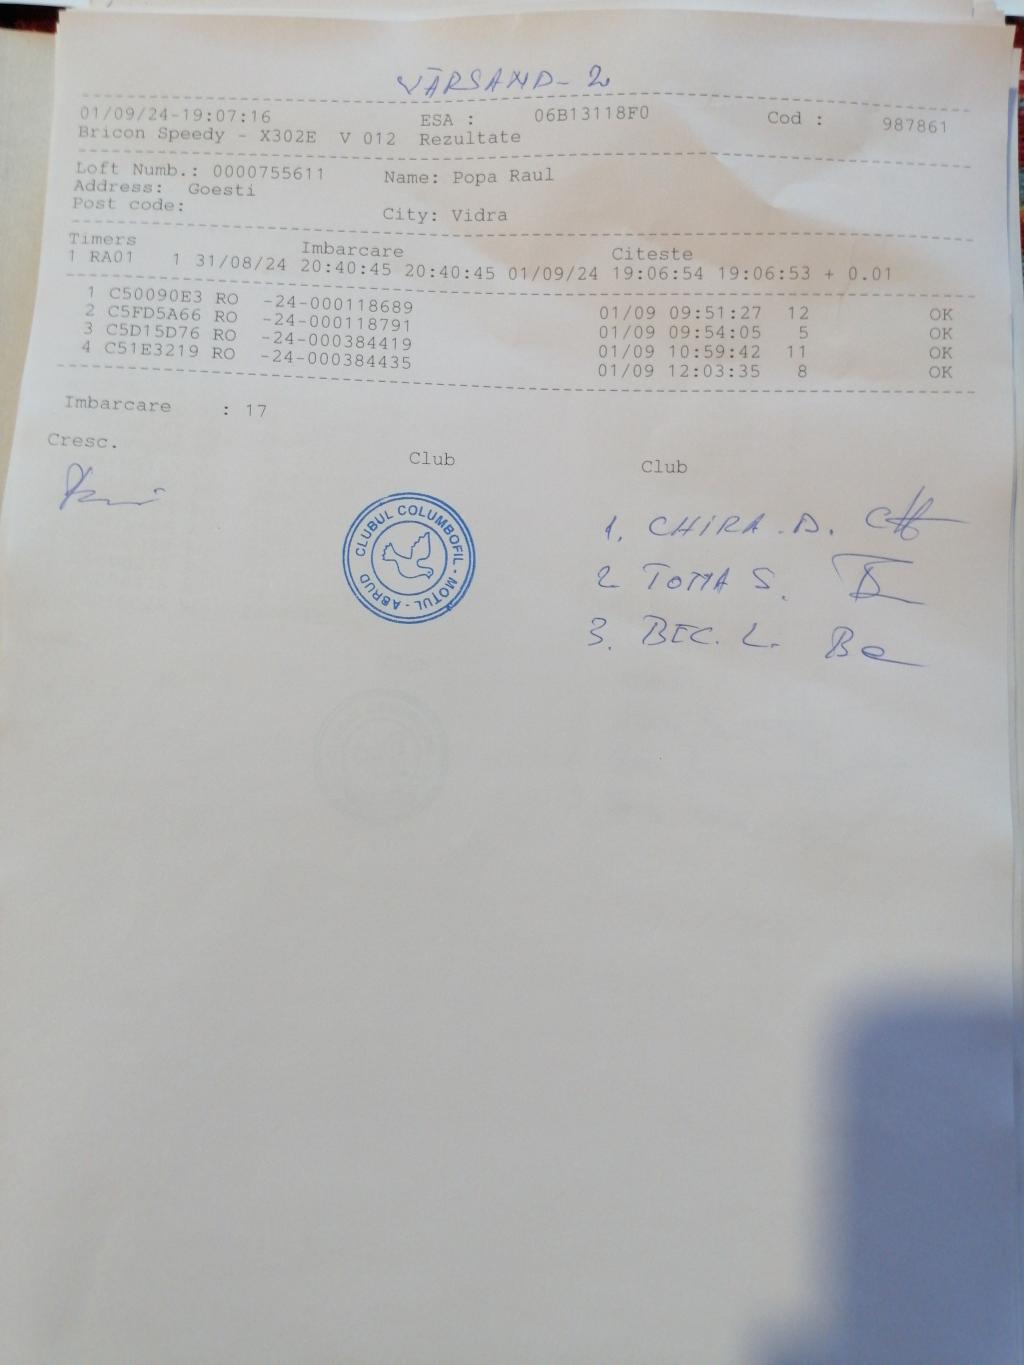 VĂRSAND-2
01/09/24-19:07:16 ESA : 06B13118F0 Cod : 987861
Bricon Speedy - X302E V 012 Rezultate
Loft Numb.: 0000755611 Name: Popa Raul
Address: Goesti
Post code: City: Vidra
Timers Imbarcare Citeste
1 RA01 1 31/08/24 20:40:45 20:40:45 01/09/24 19:06:54 19:06:53 + 0.01
1 C50090E3 RO -24-000118689 01/09 09:51:27 12 OK
2 C5FD5A66 RO -24-000118791 01/09 09:54:05 5 OK
3 C5D15D76 RO -24-000384419 01/09 10:59:42 11 OK
4 C51E3219 RO -24-000384435 01/09 12:03:35 8 OK
Imbarcare : 17
Cresc. Club Club
CLUBUL COLUMBOFIL - MOTUL - ABRUD
1. CHIRA .D.
2 TOMA S.
3. BEC. L.